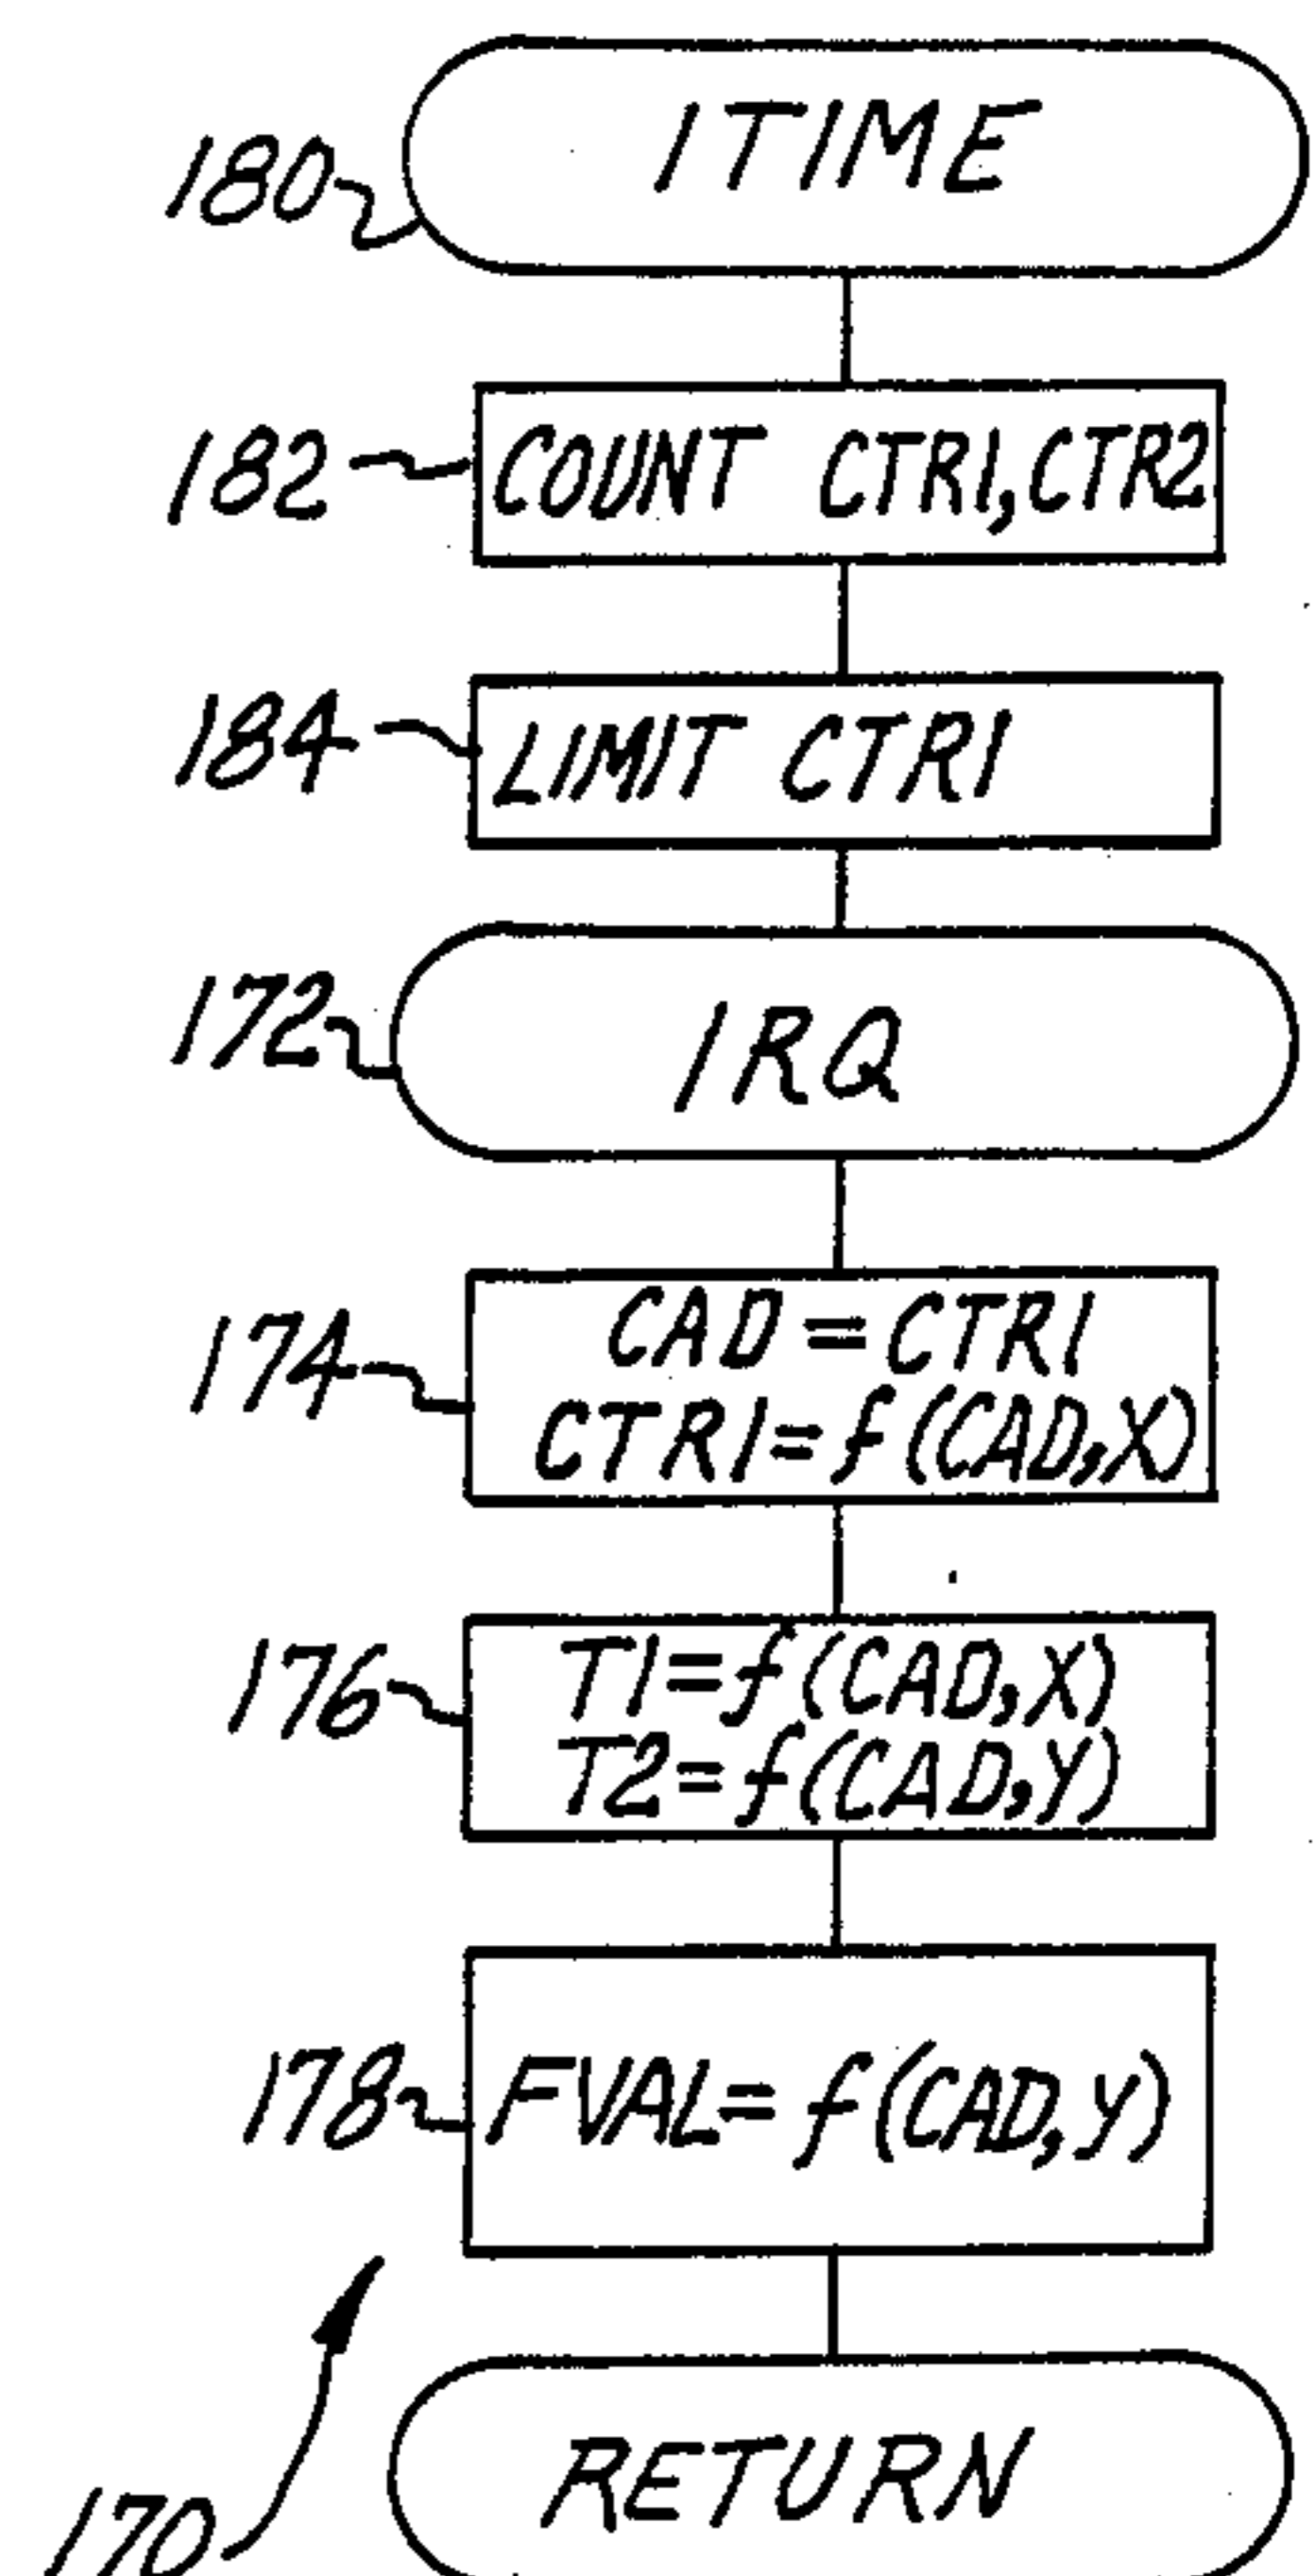 ITIME
180
182
COUNT CTR1, CTR2
184
LIMIT CTR1
172
IRQ
174
CAD = CTR1
CTR1 = f(CAD, X)
176
T1 = f(CAD, X)
T2 = f(CAD, Y)
178
FVAL = f(CAD, Y)
170
RETURN